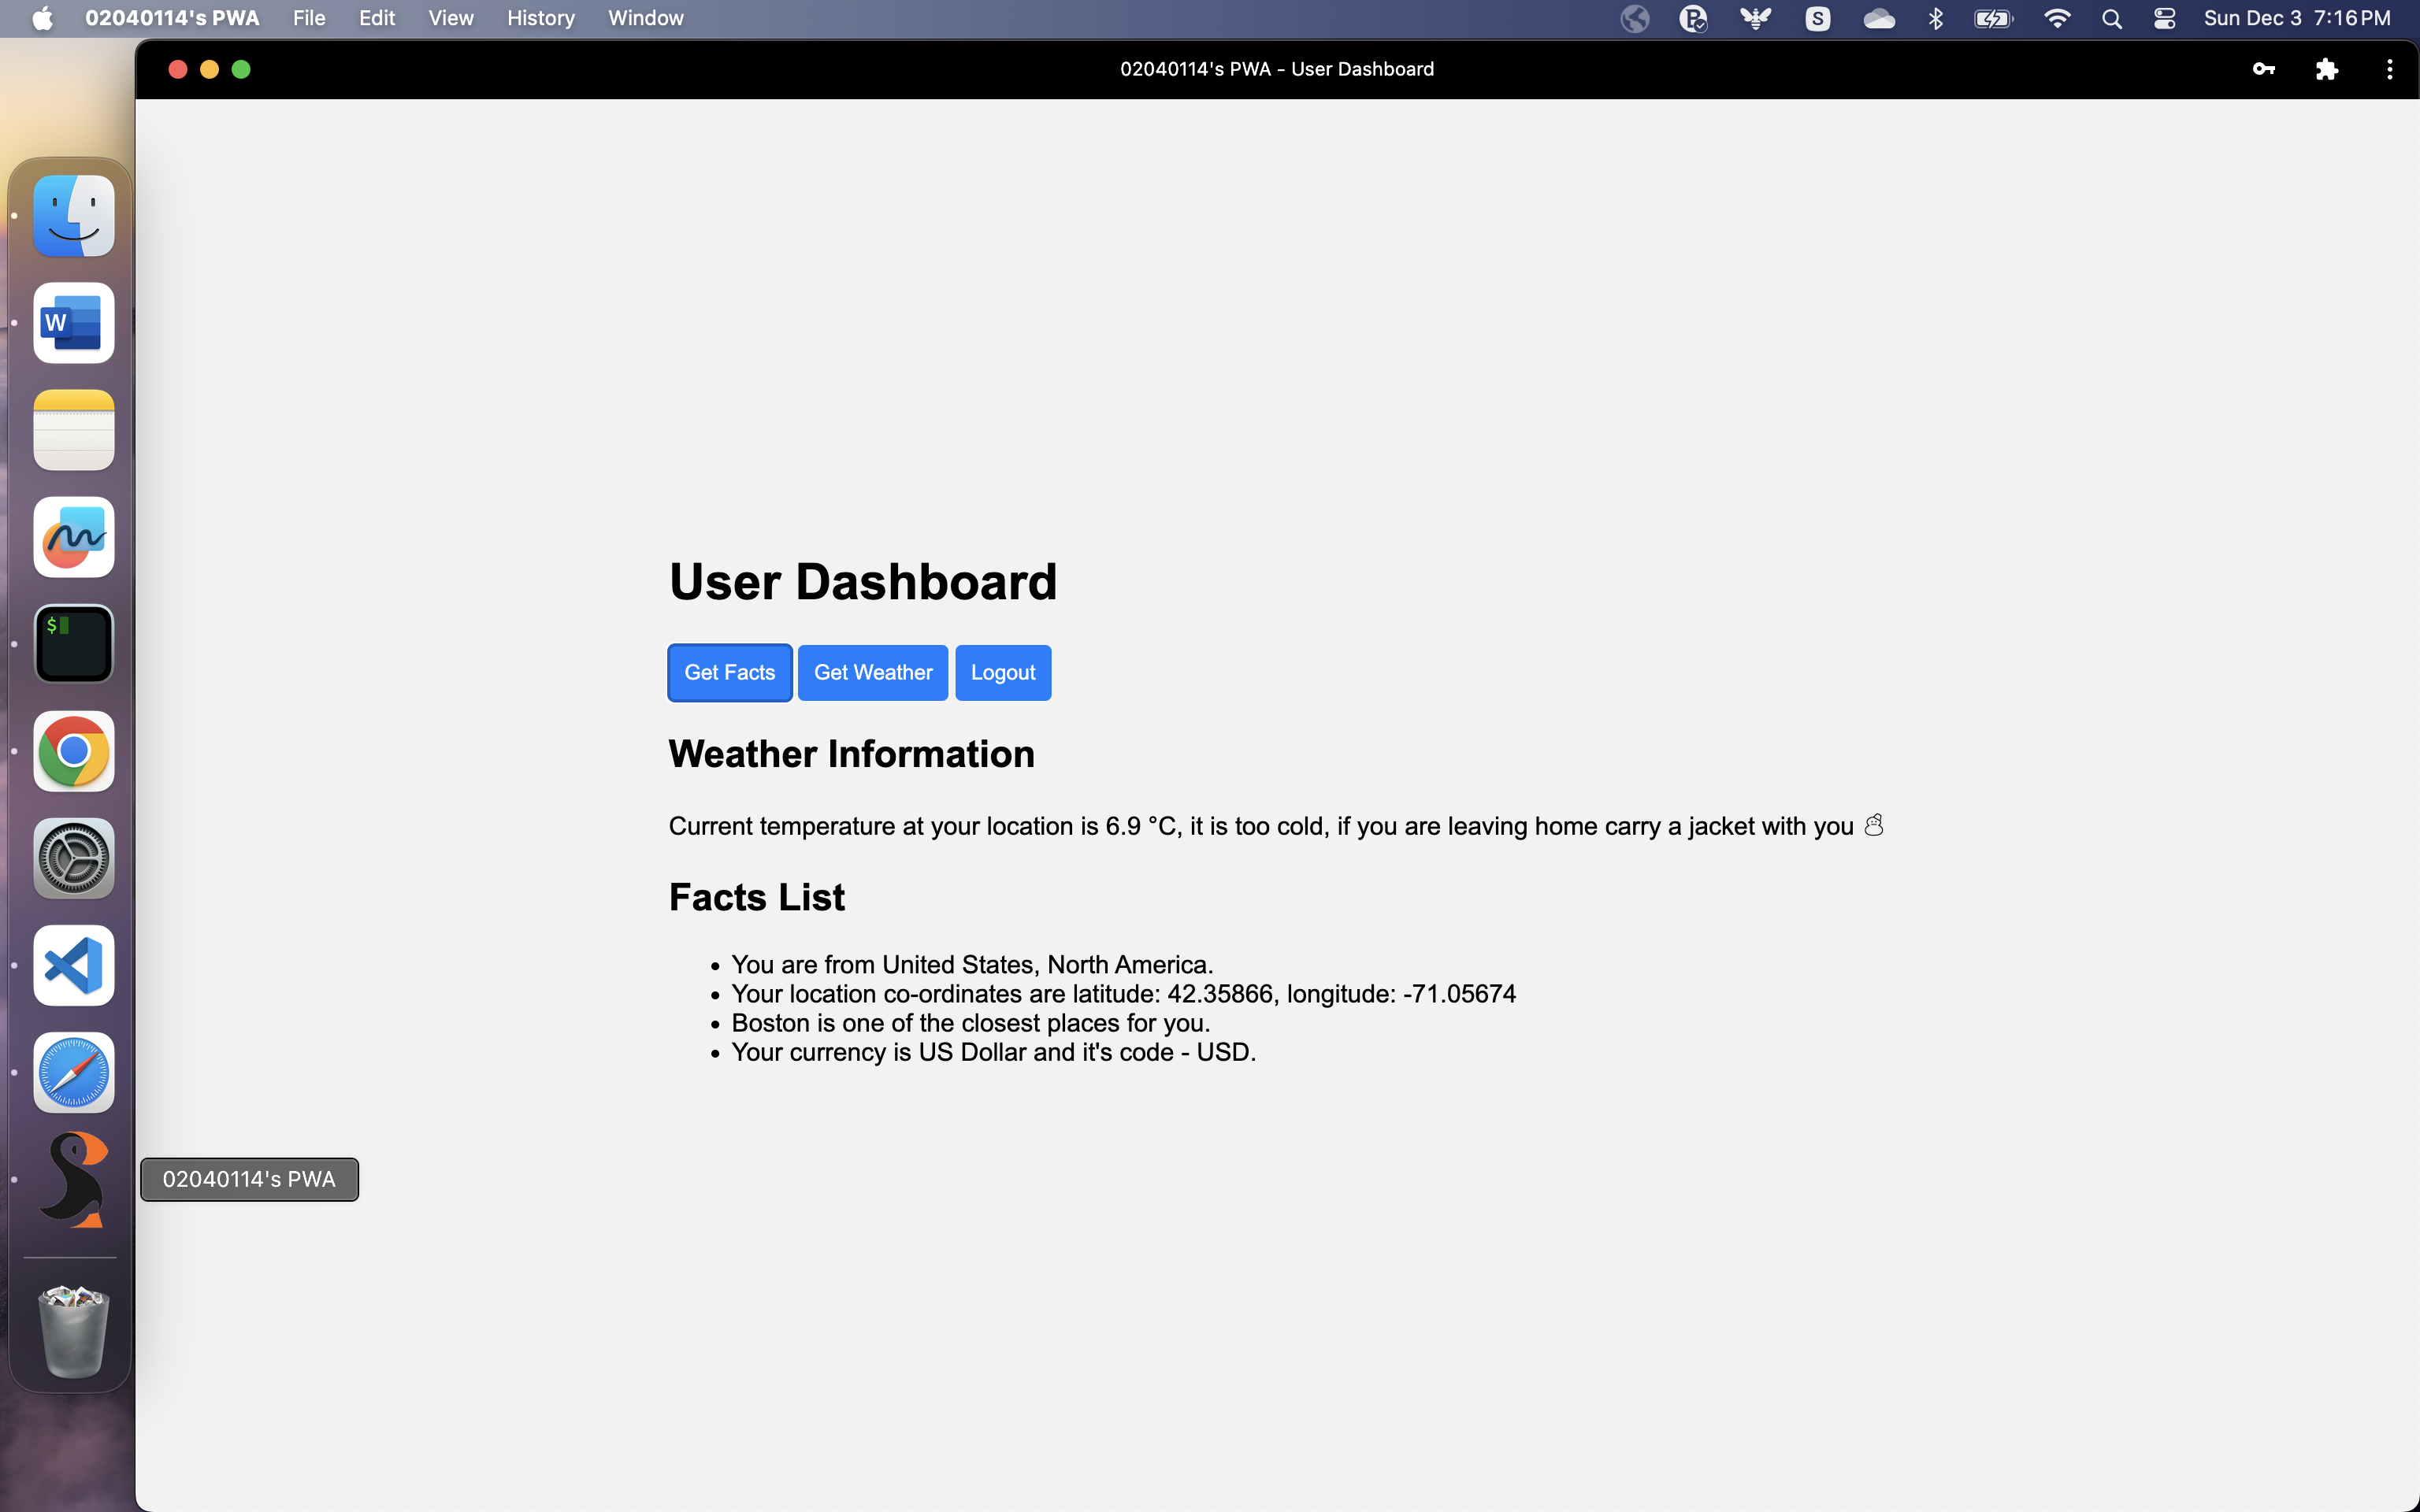 02040114's PWA File Edit View History Window Sun Dec 3 7:16 PM
02040114's PWA - User Dashboard
W
$
User Dashboard
Get Facts Get Weather Logout
Weather Information
Current temperature at your location is 6.9 °C, it is too cold, if you are leaving home carry a jacket with you ☃
Facts List
• You are from United States, North America.
• Your location co-ordinates are latitude: 42.35866, longitude: -71.05674
• Boston is one of the closest places for you.
• Your currency is US Dollar and it's code - USD.
02040114's PWA